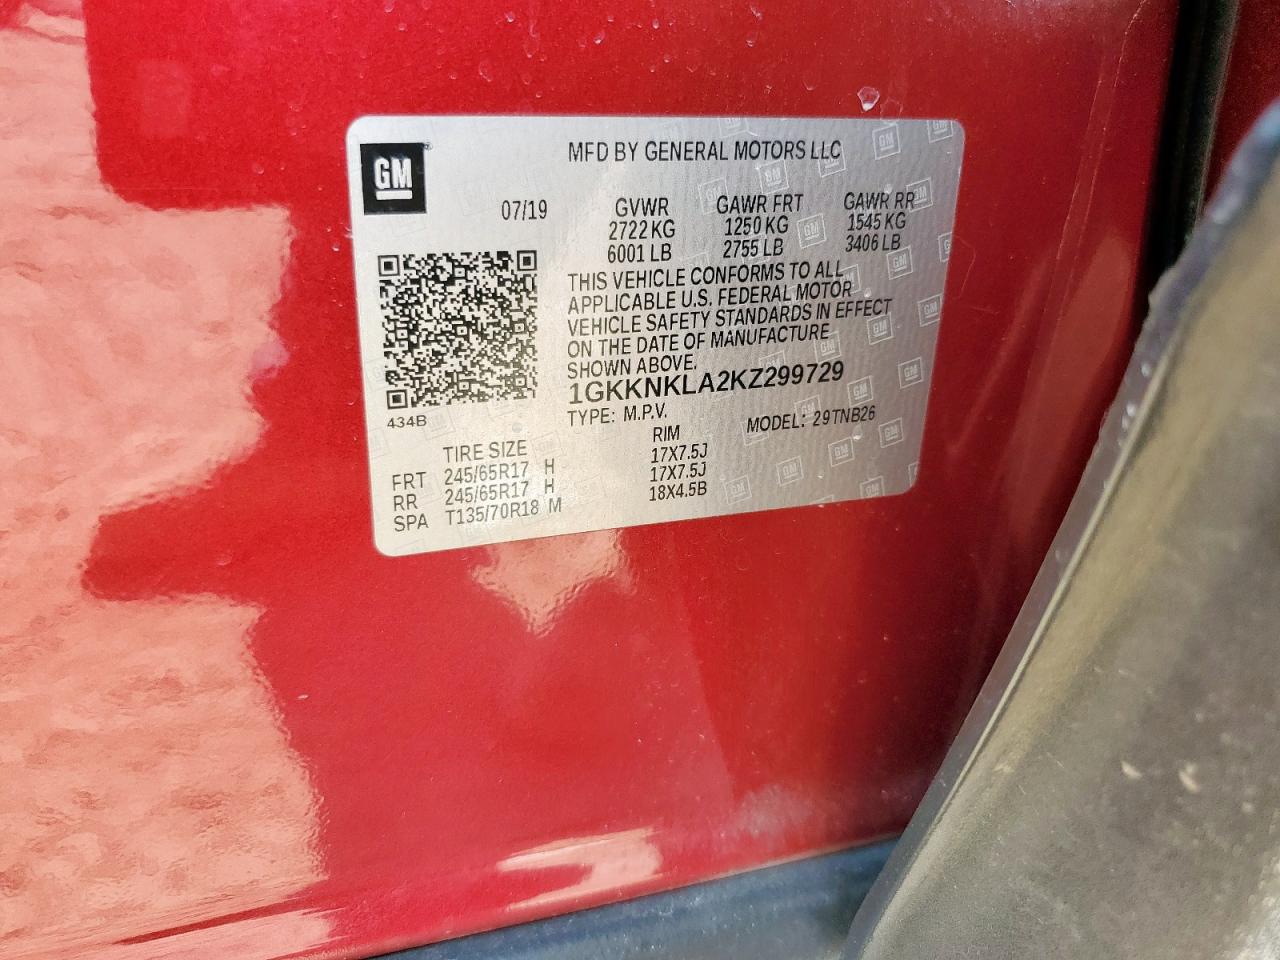 GM
MFD BY GENERAL MOTORS LLC
07/19 GVWR GAWR FRT GAWR RR
2722 KG 1250 KG 1545 KG
6001 LB 2755 LB 3406 LB
THIS VEHICLE CONFORMS TO ALL
APPLICABLE U.S. FEDERAL MOTOR
VEHICLE SAFETY STANDARDS IN EFFECT
ON THE DATE OF MANUFACTURE
SHOWN ABOVE.
1GKKNKLA2KZ299729
434B
TYPE: M.P.V. MODEL: 29TNB26
TIRE SIZE RIM
FRT 245/65R17 H 17X7.5J
RR 245/65R17 H 17X7.5J
SPA T135/70R18 M 18X4.5B